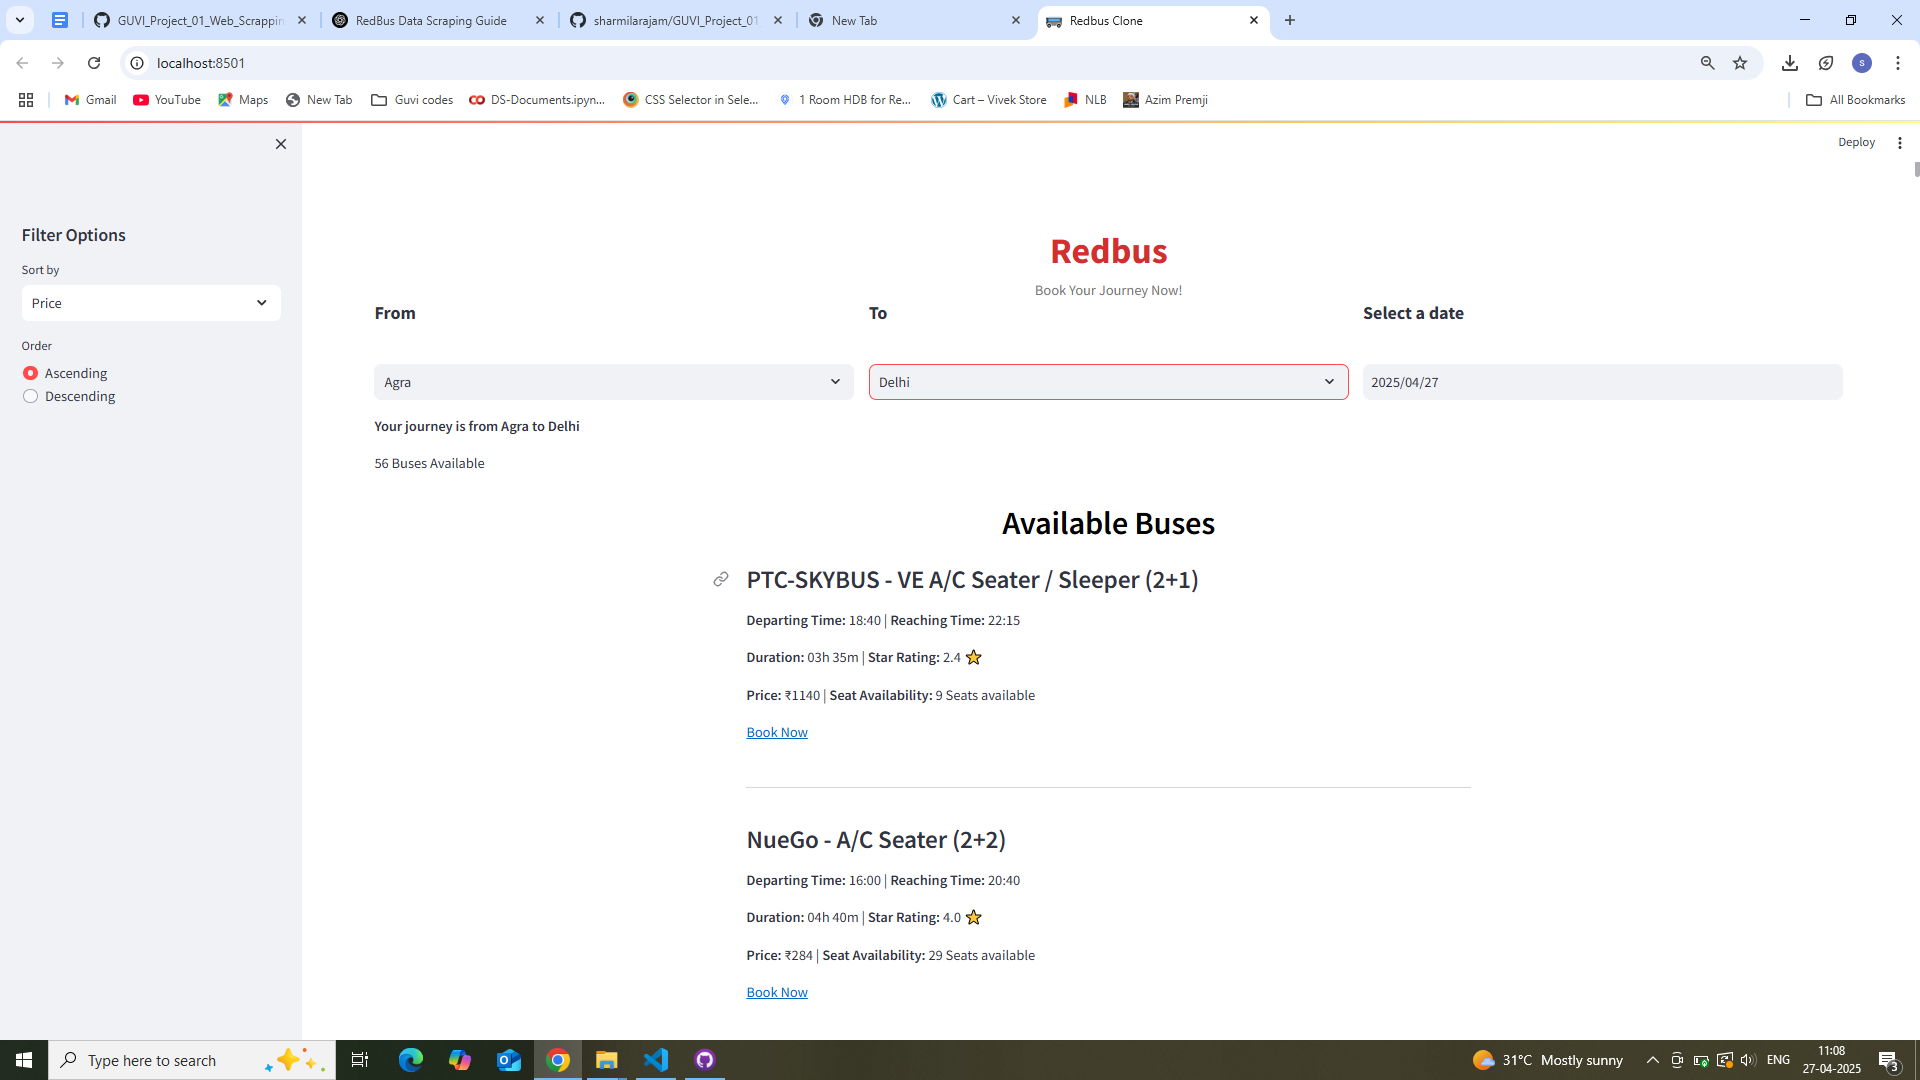 GUVI_Project_01_Web_Scrappin
RedBus Data Scraping Guide
sharmilarajam/GUVI_Project_01
New Tab
Redbus Clone
localhost:8501
S
Gmail
YouTube
Maps
New Tab
Guvi codes
DS-Documents.ipyn...
CSS Selector in Sele...
1 Room HDB for Re...
Cart – Vivek Store
NLB
Azim Premji
All Bookmarks
Deploy
Filter Options
Sort by
Price
Order
Ascending
Descending
Redbus
Book Your Journey Now!
From
To
Select a date
Agra
Delhi
2025/04/27
Your journey is from Agra to Delhi
56 Buses Available
Available Buses
PTC-SKYBUS - VE A/C Seater / Sleeper (2+1)
Departing Time: 18:40 | Reaching Time: 22:15
Duration: 03h 35m | Star Rating: 2.4 ⭐
Price: ₹1140 | Seat Availability: 9 Seats available
Book Now
NueGo - A/C Seater (2+2)
Departing Time: 16:00 | Reaching Time: 20:40
Duration: 04h 40m | Star Rating: 4.0 ⭐
Price: ₹284 | Seat Availability: 29 Seats available
Book Now
Type here to search
31°C Mostly sunny
ENG
11:08
27-04-2025
3